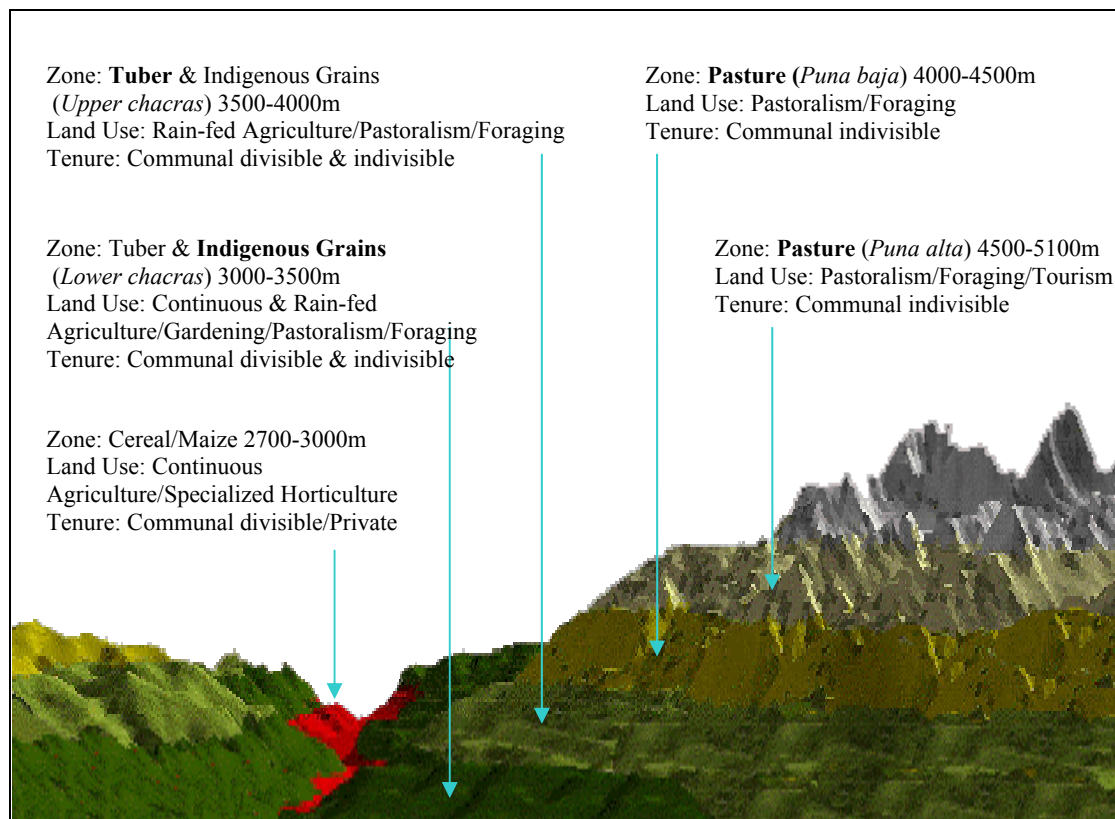 Zone: Tuber & Indigenous Grains
(Upper chacras) 3500-4000m
Land Use: Rain-fed Agriculture/Pastoralism/Foraging
Tenure: Communal divisible & indivisible
Zone: Pasture (Puna baja) 4000-4500m
Land Use: Pastoralism/Foraging
Tenure: Communal indivisible
Zone: Tuber & Indigenous Grains
(Lower chacras) 3000-3500m
Land Use: Continuous & Rain-fed
Agriculture/Gardening/Pastoralism/Foraging
Tenure: Communal divisible & indivisible
Zone: Pasture (Puna alta) 4500-5100m
Land Use: Pastoralism/Foraging/Tourism
Tenure: Communal indivisible
Zone: Cereal/Maize 2700-3000m
Land Use: Continuous
Agriculture/Specialized Horticulture
Tenure: Communal divisible/Private